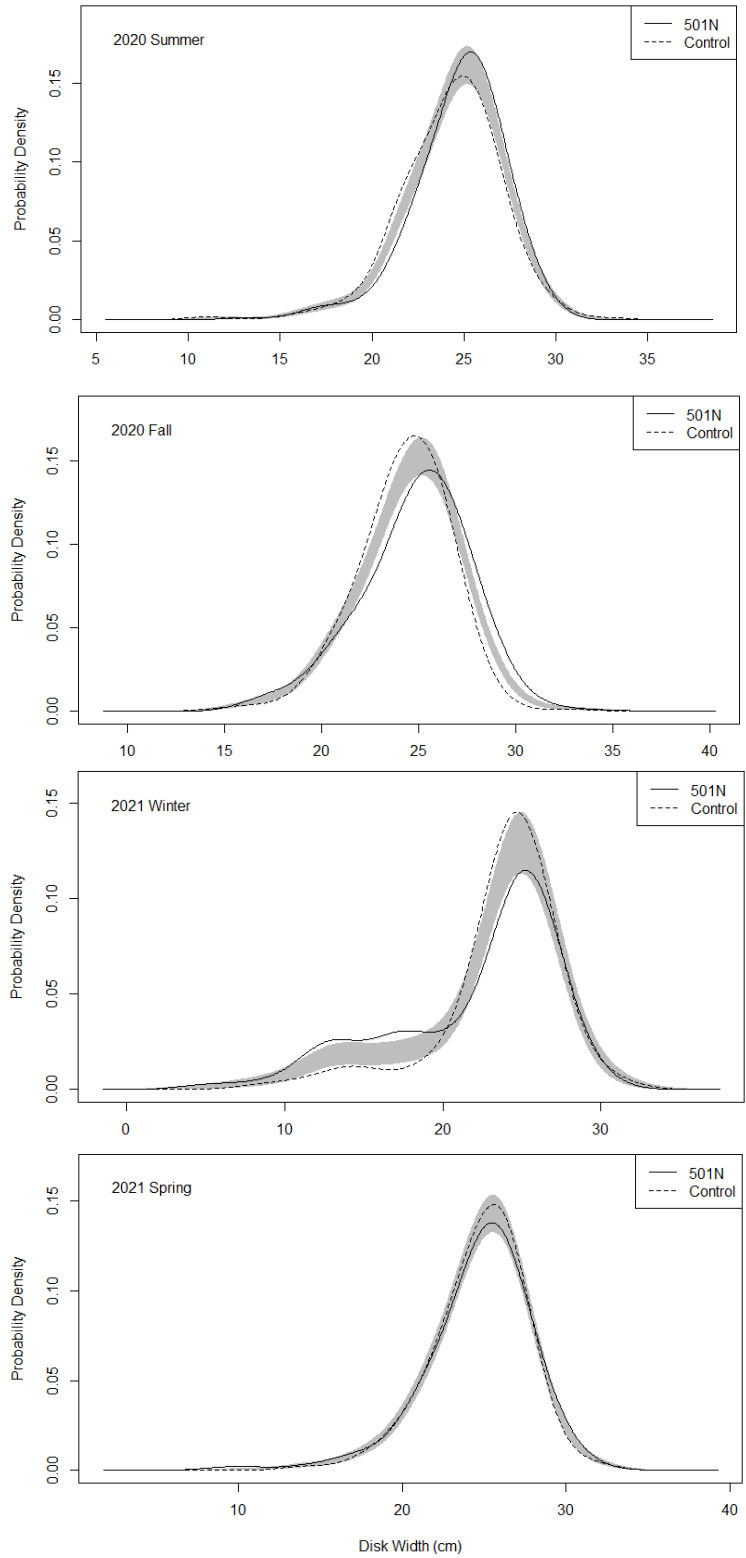 2020 Summer
501N
Control
Probability Density
0.00
0.05
0.10
0.15
5 10 15 20 25 30 35
2020 Fall
501N
Control
Probability Density
0.00
0.05
0.10
0.15
10 15 20 25 30 35 40
2021 Winter
501N
Control
Probability Density
0.00
0.05
0.10
0.15
0 10 20 30
2021 Spring
501N
Control
Probability Density
0.00
0.05
0.10
0.15
10 20 30 40
Disk Width (cm)